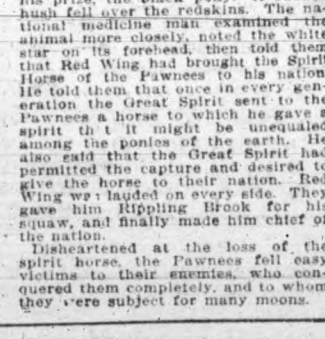 hush fell over the redskins. The na-
tional medicine man examined the
animal more closely, noted the white
star on its forehead, then told them
that Red Wing had brought the Spirit
Horse of the Pawnees to his nation.
He told them that once in every gen-
eration the Great Spirit sent to the
Pawnees a horse to which he gave a
spirit th t it might be unequaled
among the ponies of the earth. He
also said that the Great Spirit had
permitted the capture and desired to
give the horse to their nation. Red
Wing was lauded on every side. They
gave him Rippling Brook for his
squaw, and finally made him chief of
the nation.
Disheartened at the loss of the
spirit horse, the Pawnees fell easy
victims to their enemies, who con-
quered them completely, and to whom
they were subject for many moons.